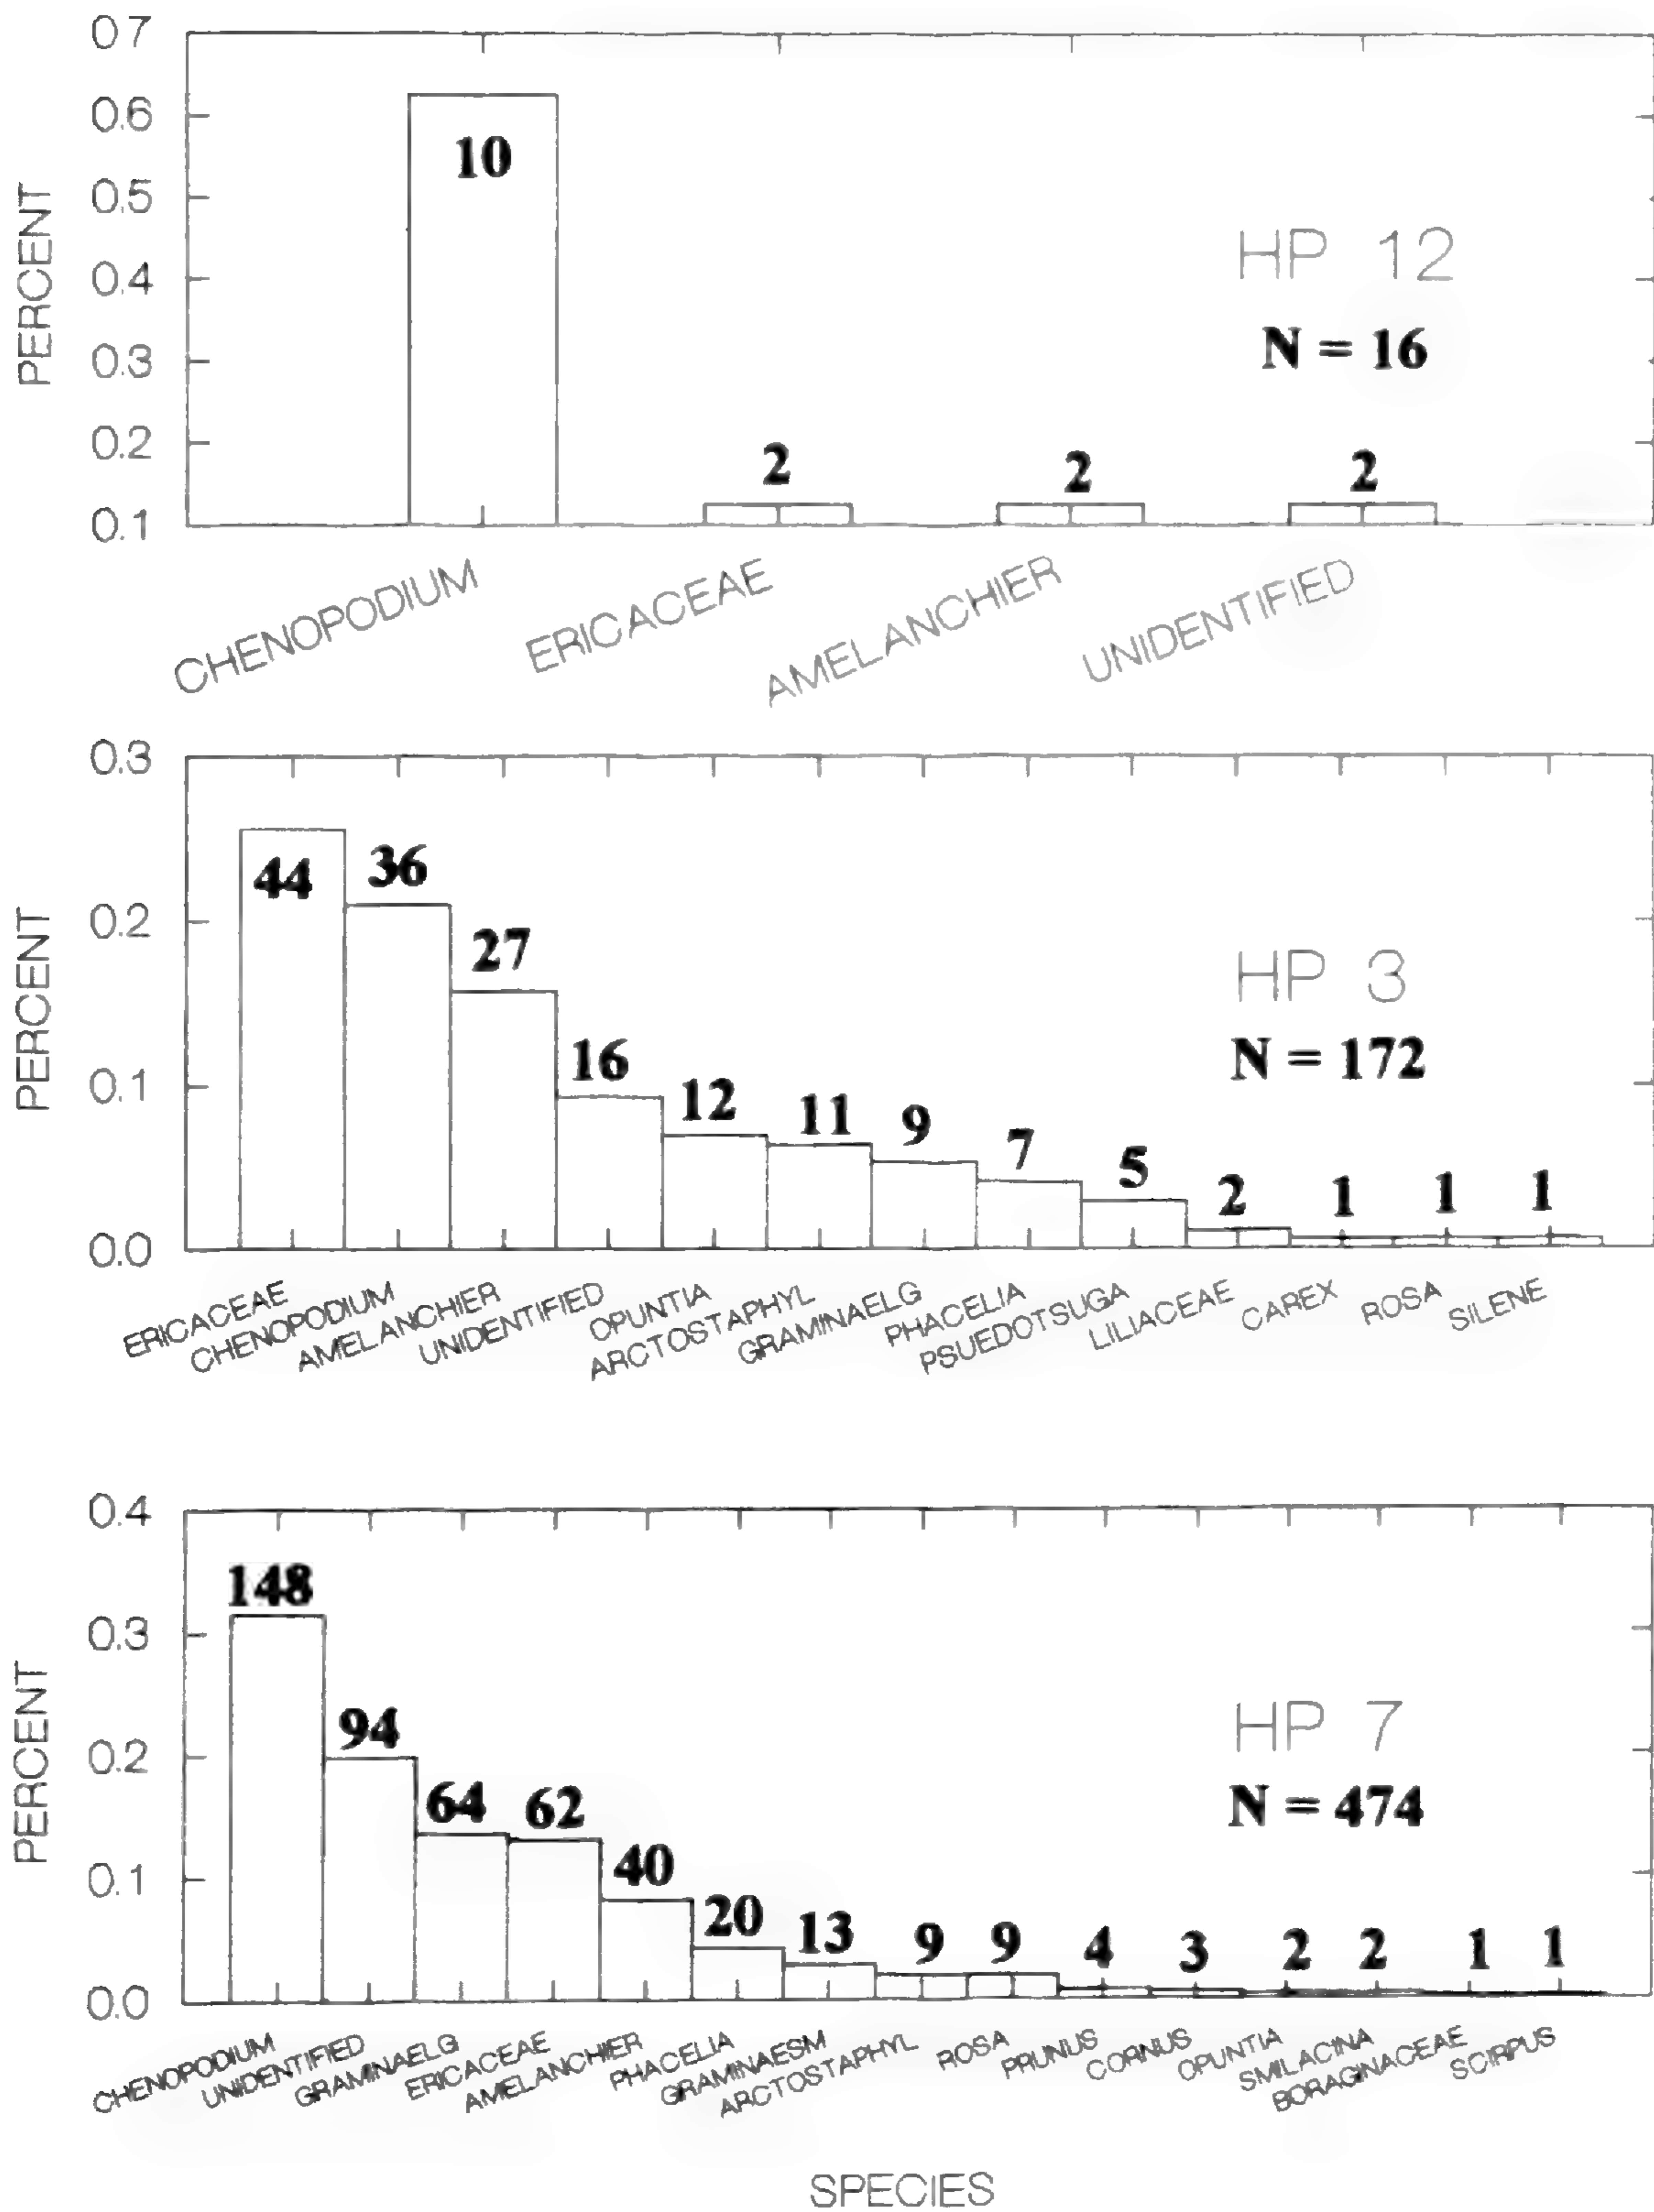 0.7
0.6
0.5
0.4
0.3
0.2
0.1
PERCENT
10
2
2
2
HP 12
N = 16
CHENOPODIUM
ERICACEAE
AMELANCHIER
UNIDENTIFIED
0.3
0.2
0.1
0.0
PERCENT
44
36
27
16
12
11
9
7
5
2
1
1
1
HP 3
N = 172
ERICACEAE
CHENOPODIUM
AMELANCHIER
UNIDENTIFIED
OPUNTIA
ARCTOSTAPHYL
GRAMINAELG
PHACELIA
PSUEDOTSUGA
LILIACEAE
CAREX
ROSA
SILENE
0.4
0.3
0.2
0.1
0.0
PERCENT
148
94
64
62
40
20
13
9
9
4
3
2
2
1
1
HP 7
N = 474
CHENOPODIUM
UNIDENTIFIED
GRAMINAELG
ERICACEAE
AMELANCHIER
PHACELIA
GRAMINAESM
ARCTOSTAPHYL
ROSA
PRUNUS
CORNUS
OPUNTIA
SMILACINA
BORAGINACEAE
SCIRPUS
SPECIES